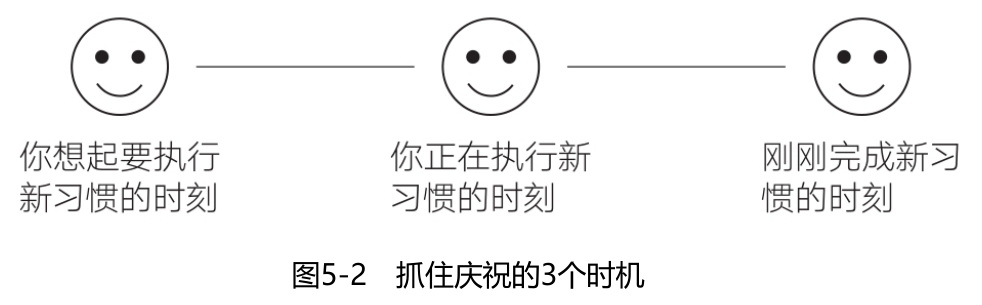 你想起要执行
新习惯的时刻
你正在执行新
习惯的时刻
刚刚完成新习
惯的时刻
图5-2 抓住庆祝的3个时机